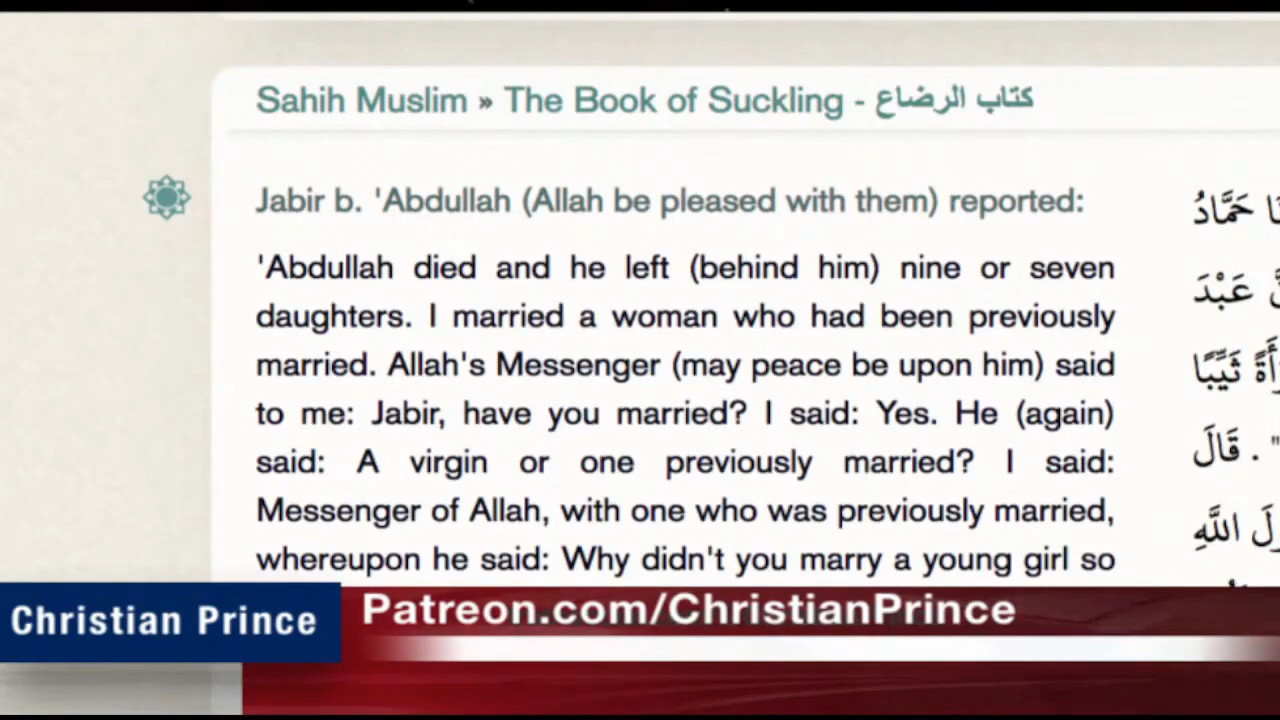 Sahih Muslim » The Book of Suckling - كتاب الرضاع
Jabir b. 'Abdullah (Allah be pleased with them) reported:
'Abdullah died and he left (behind him) nine or seven
daughters. I married a woman who had been previously
married. Allah's Messenger (may peace be upon him) said
to me: Jabir, have you married? I said: Yes. He (again)
said: A virgin or one previously married? I said:
Messenger of Allah, with one who was previously married,
whereupon he said: Why didn't you marry a young girl so
حَمَّادُ
عَبْدَ
ثَيِّبًا
" . قَالَ
اللَّهِ
Christian Prince
Patreon.com/ChristianPrince